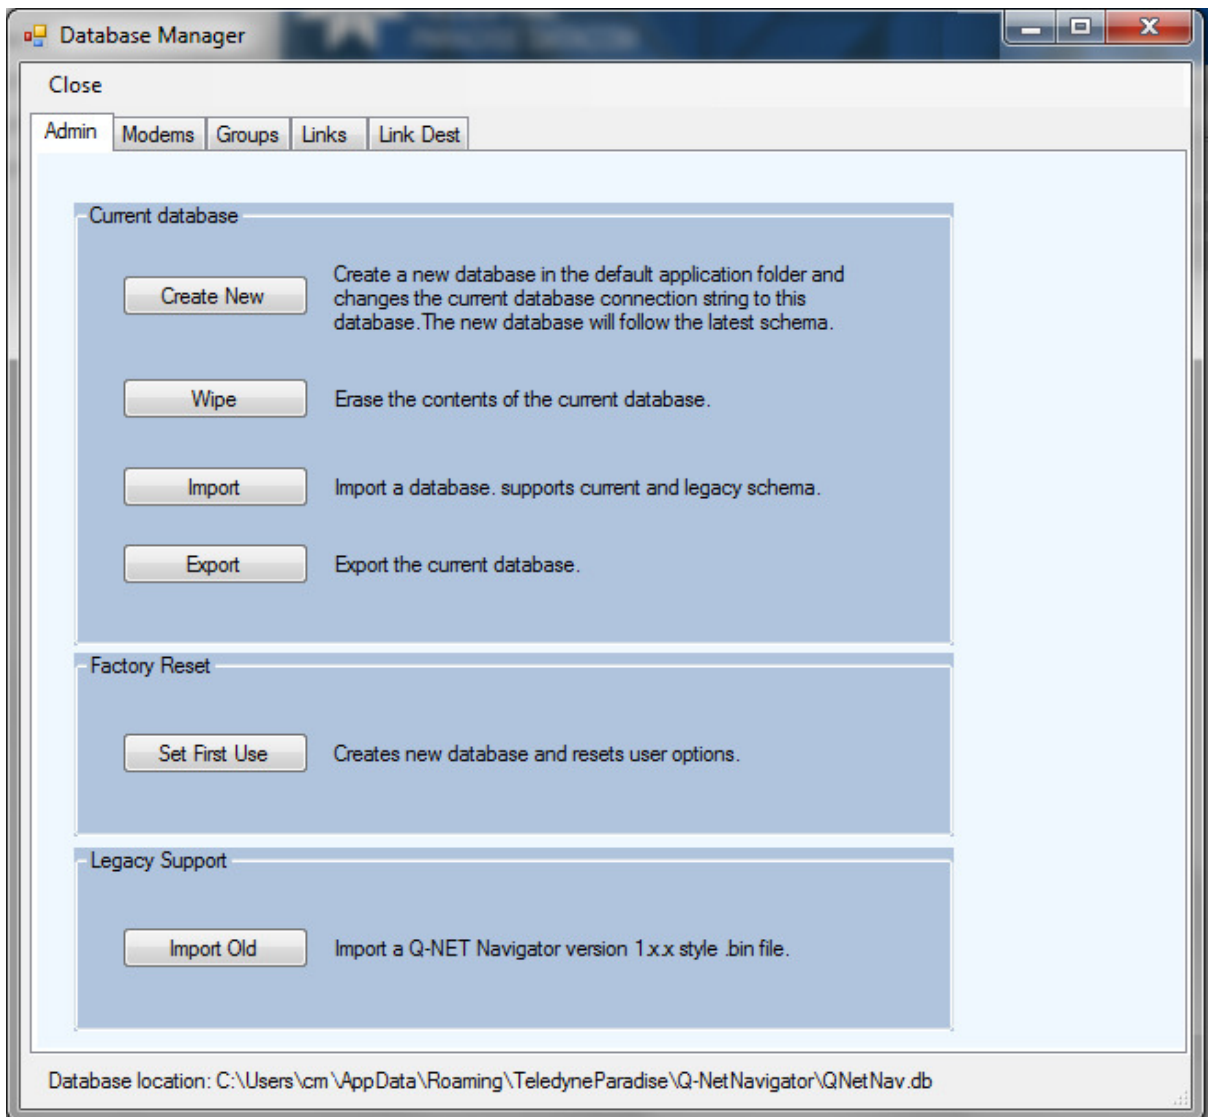 Database Manager
Close
Admin Modems Groups Links Link Dest
Current database
Create New
Create a new database in the default application folder and
changes the current database connection string to this
database.The new database will follow the latest schema.
Wipe
Erase the contents of the current database.
Import
Import a database. supports current and legacy schema.
Export
Export the current database.
Factory Reset
Set First Use
Creates new database and resets user options.
Legacy Support
Import Old
Import a Q-NET Navigator version 1.x.x style .bin file.
Database location: C:\Users\cm\AppData\Roaming\TeledyneParadise\Q-NetNavigator\QNetNav.db